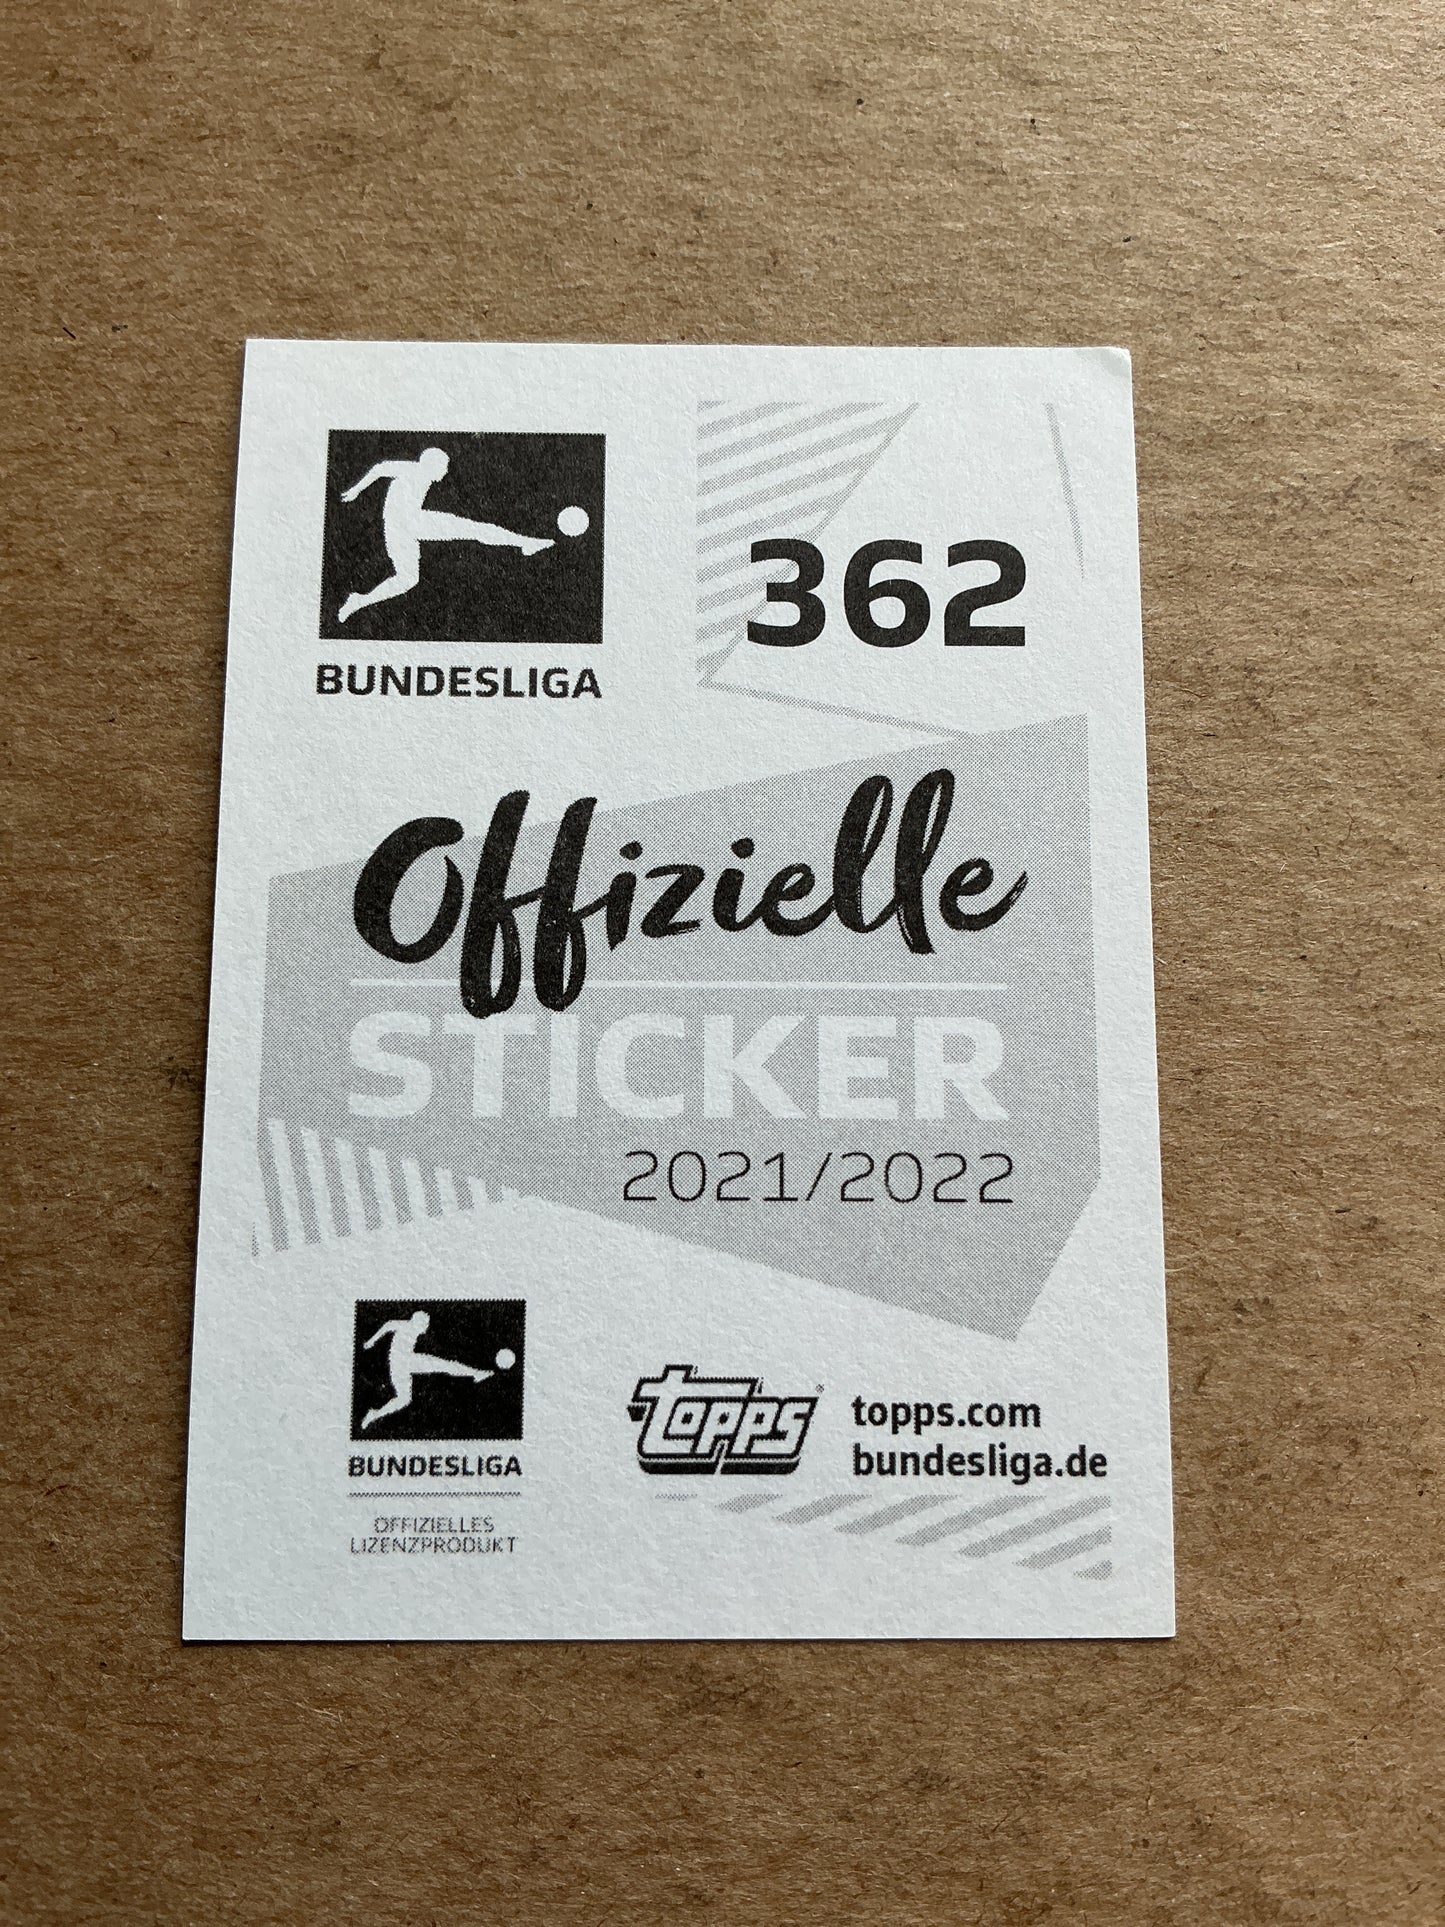 362
BUNDESLIGA
Offizielle
STICKER
2021/2022
BUNDESLIGA
OFFIZIELLES
LIZENZPRODUKT
topps
®
topps.com
bundesliga.de